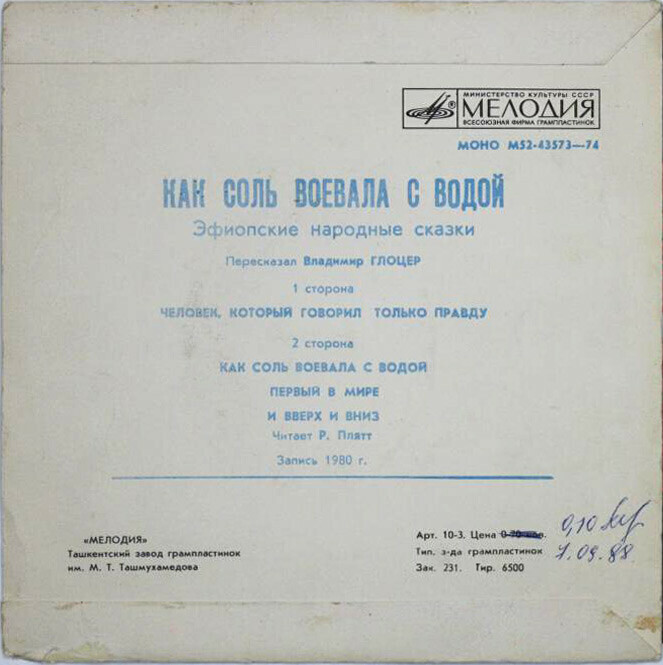 МИНИСТЕРСТВО КУЛЬТУРЫ СССР
МЕЛОДИЯ
ВСЕСОЮЗНАЯ ФИРМА ГРАМПЛАСТИНОК
МОНО М52-43573—74
КАК СОЛЬ ВОЕВАЛА С ВОДОЙ
Эфиопские народные сказки
Пересказал Владимир ГЛОЦЕР
1 сторона
ЧЕЛОВЕК, КОТОРЫЙ ГОВОРИЛ ТОЛЬКО ПРАВДУ
2 сторона
КАК СОЛЬ ВОЕВАЛА С ВОДОЙ
ПЕРВЫЙ В МИРЕ
И ВВЕРХ И ВНИЗ
Читает Р. Плятт
Запись 1980 г.
«МЕЛОДИЯ»
Ташкентский завод грампластинок
им. М. Т. Ташмухамедова
Арт. 10-3. Цена 0-70 0,10
Тип. з-да грампластинок 7.09.88
Зак. 231. Тир. 6500